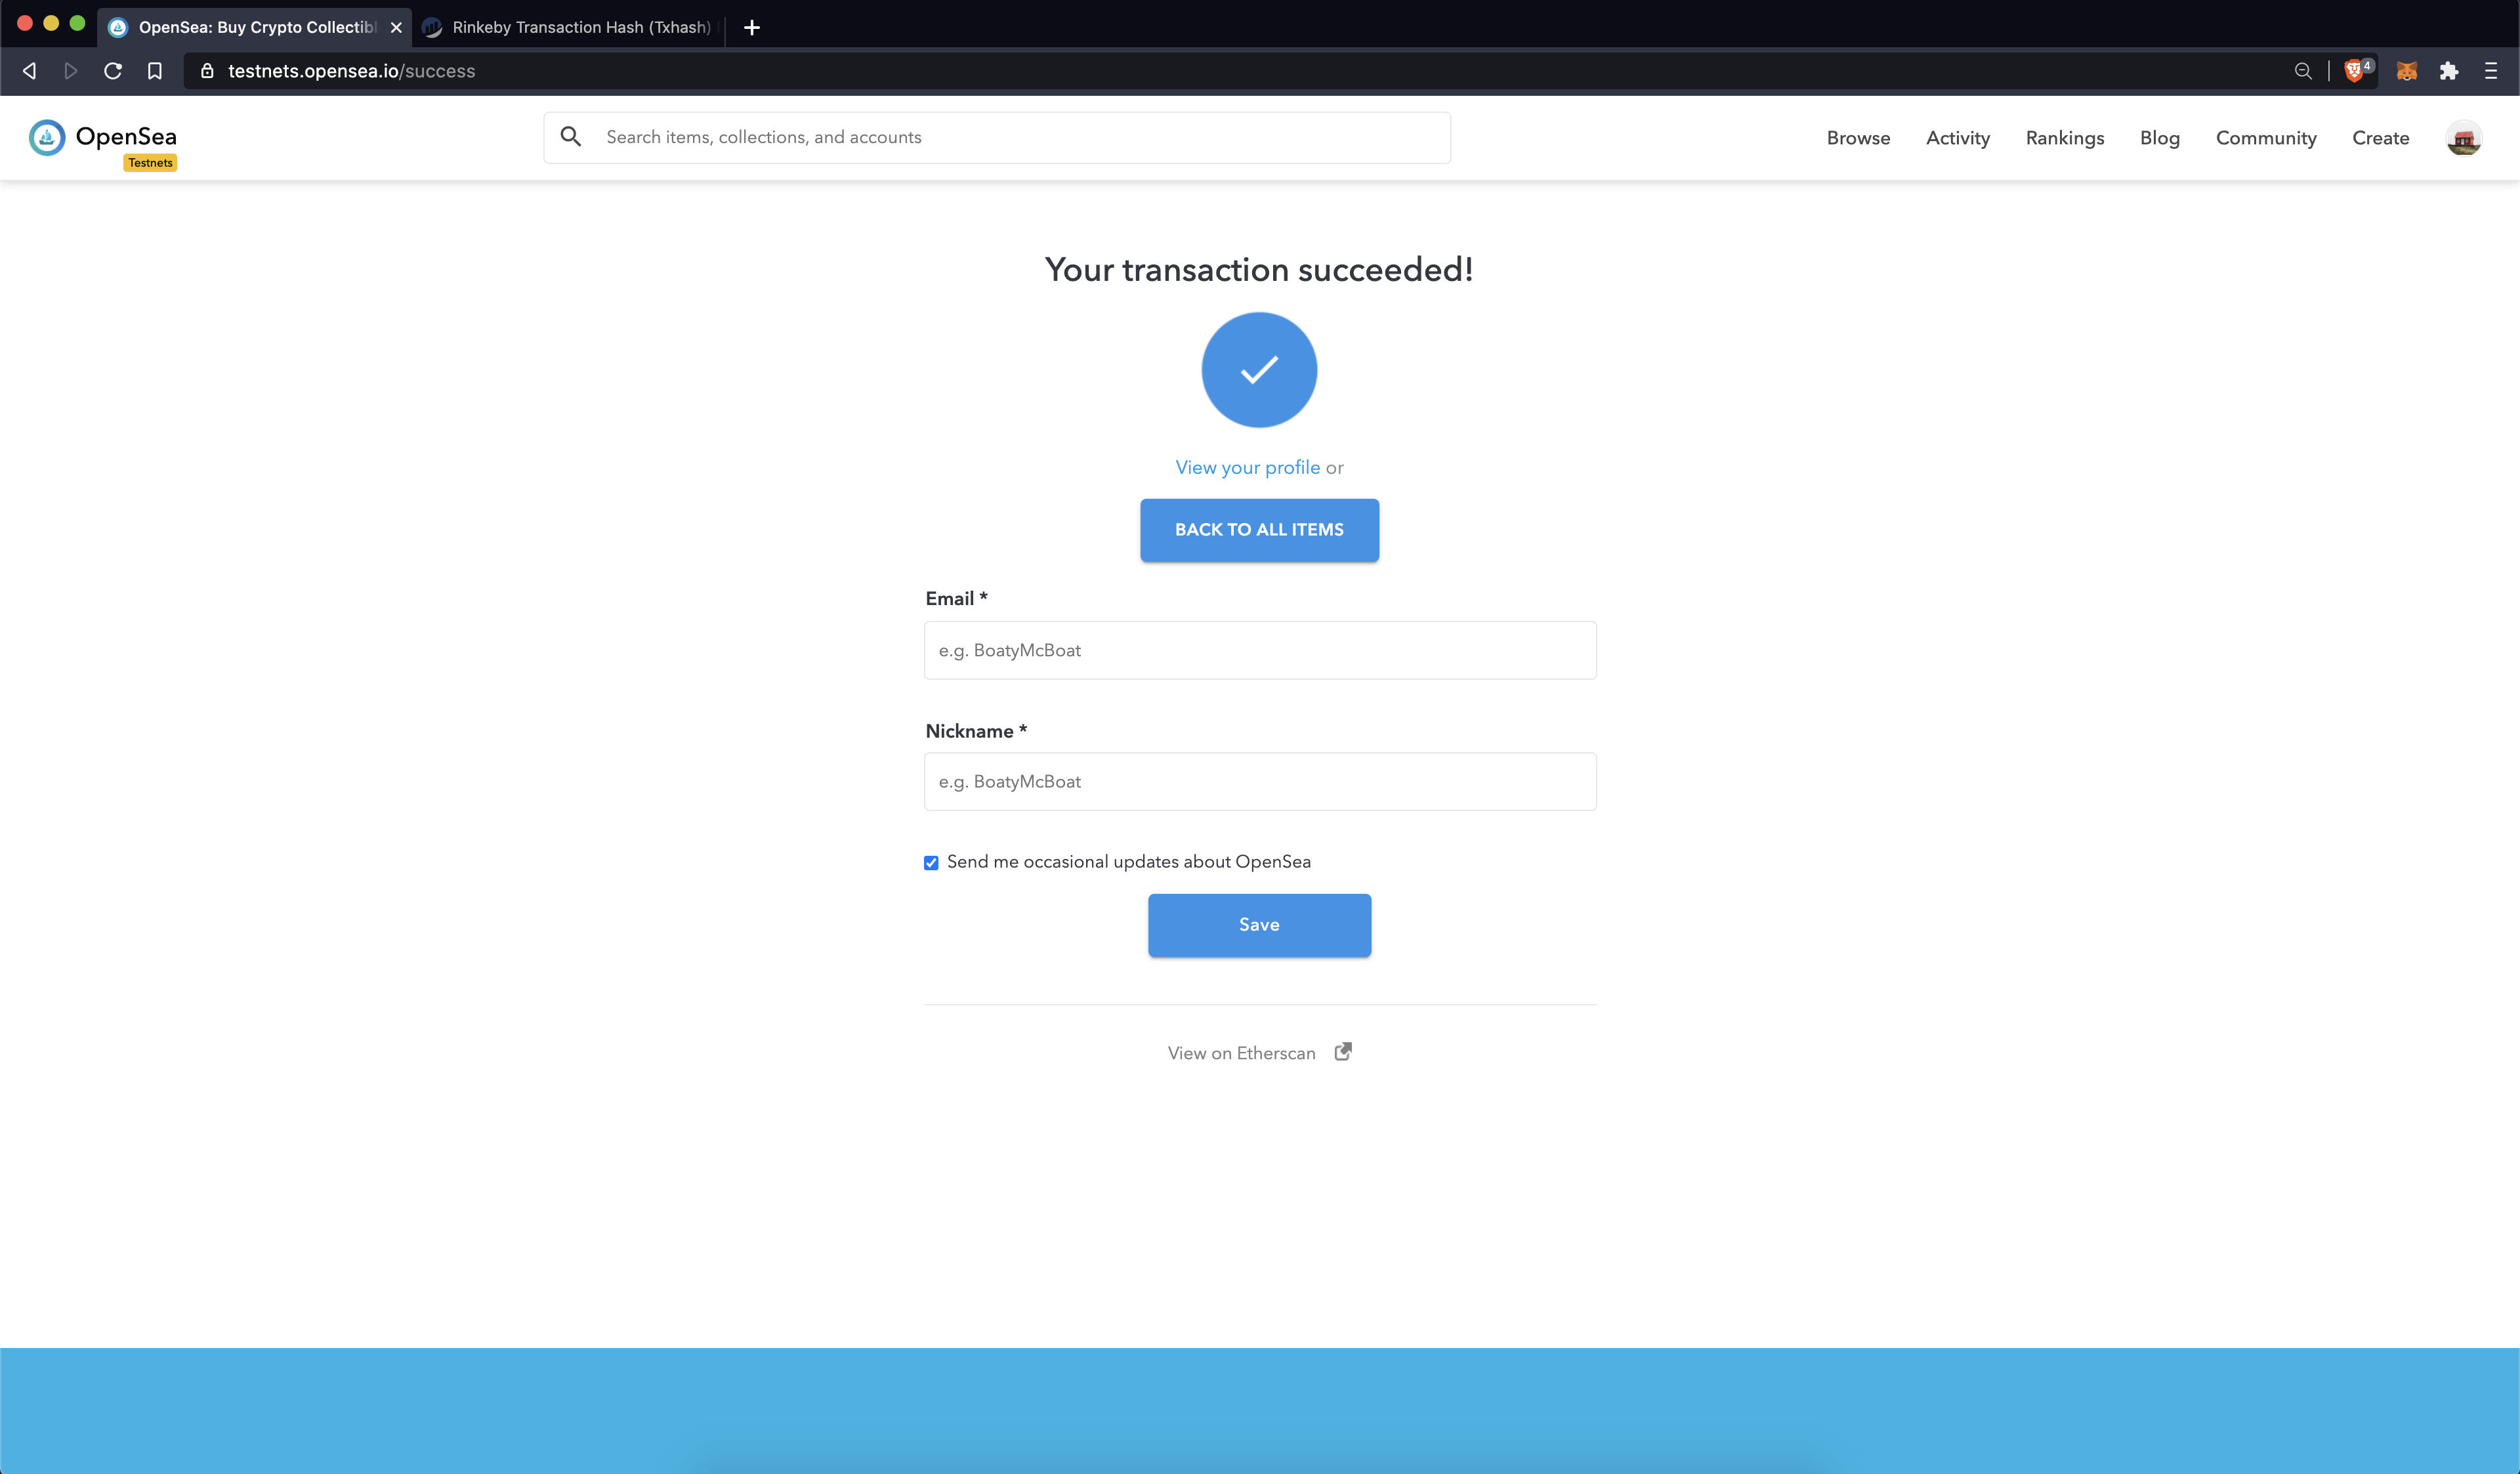 OpenSea: Buy Crypto Collectibl
Rinkeby Transaction Hash (Txhash)
testnets.opensea.io/success
4
OpenSea
Testnets
Search items, collections, and accounts
Browse
Activity
Rankings
Blog
Community
Create
Your transaction succeeded!
View your profile or
BACK TO ALL ITEMS
Email *
e.g. BoatyMcBoat
Nickname *
e.g. BoatyMcBoat
Send me occasional updates about OpenSea
Save
View on Etherscan